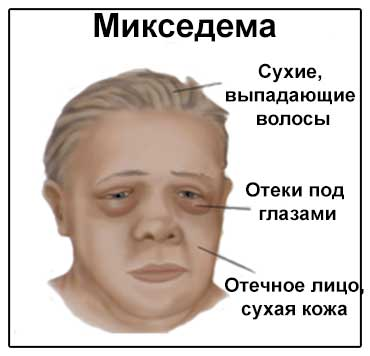 Микседема
Сухие,
выпадающие
волосы
Отеки под
глазами
Отечное лицо,
сухая кожа